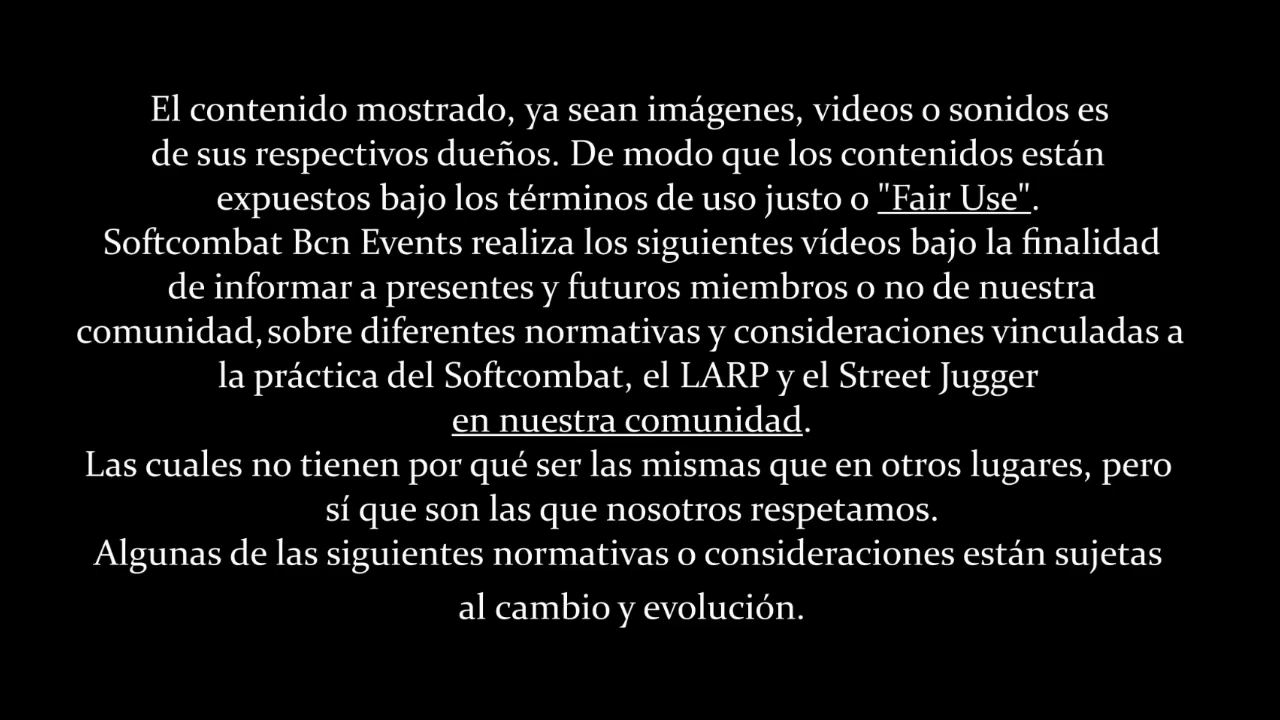 El contenido mostrado, ya sean imágenes, videos o sonidos es
de sus respectivos dueños. De modo que los contenidos están
expuestos bajo los términos de uso justo o "Fair Use".
Softcombat Bcn Events realiza los siguientes vídeos bajo la finalidad
de informar a presentes y futuros miembros o no de nuestra
comunidad, sobre diferentes normativas y consideraciones vinculadas a
la práctica del Softcombat, el LARP y el Street Jugger
en nuestra comunidad.
Las cuales no tienen por qué ser las mismas que en otros lugares, pero
sí que son las que nosotros respetamos.
Algunas de las siguientes normativas o consideraciones están sujetas
al cambio y evolución.